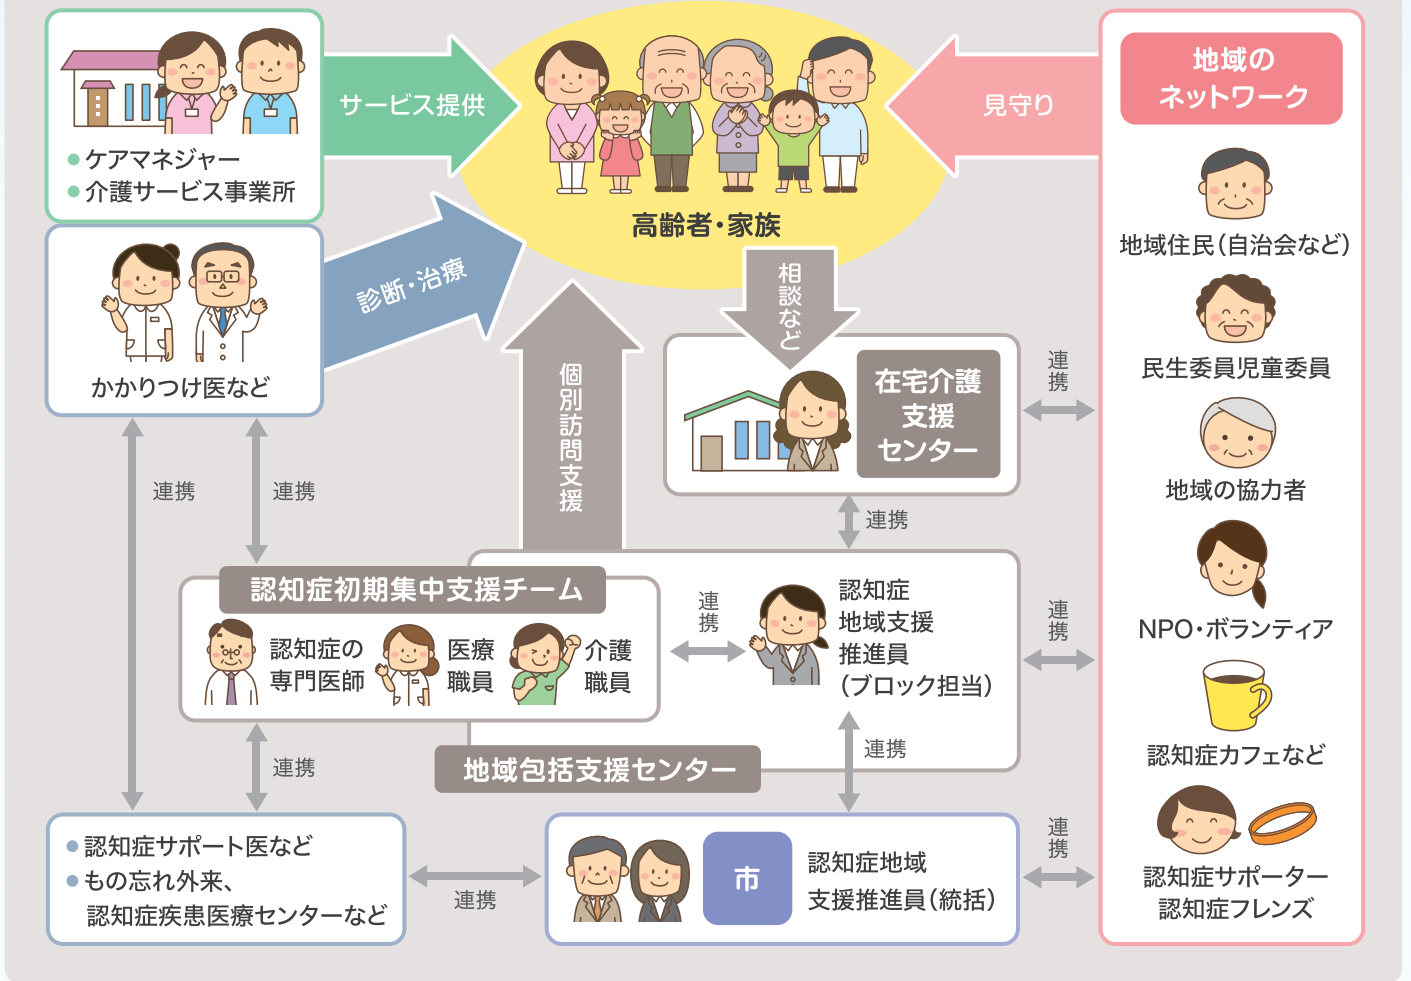 サービス提供
見守り
地域の
ネットワーク
●ケアマネジャー
●介護サービス事業所
高齢者・家族
地域住民（自治会など）
診断・治療
相談など
かかりつけ医など
個別訪問支援
在宅介護
支援
センター
連携
民生委員児童委員
連携
連携
地域の協力者
連携
認知症初期集中支援チーム
認知症の
専門医師
医療
職員
介護
職員
連携
認知症
地域支援
推進員
（ブロック担当）
連携
NPO・ボランティア
連携
連携
地域包括支援センター
認知症カフェなど
●認知症サポート医など
●もの忘れ外来、
認知症疾患医療センターなど
連携
市
認知症地域
支援推進員（統括）
連携
認知症サポーター
認知症フレンズ